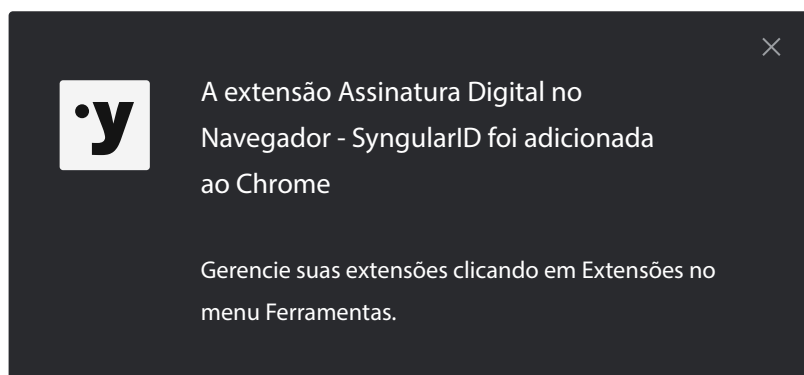 •y
A extensão Assinatura Digital no
Navegador - SyngularID foi adicionada
ao Chrome
Gerencie suas extensões clicando em Extensões no
menu Ferramentas.